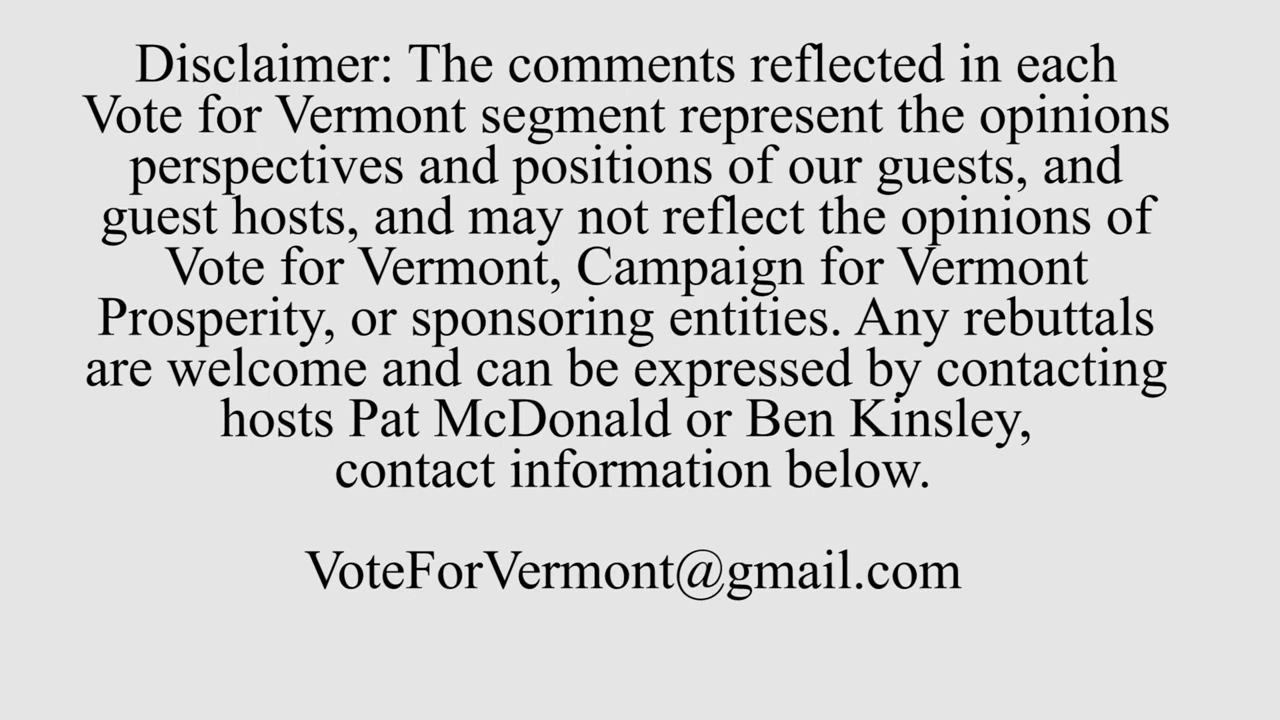 Disclaimer: The comments reflected in each
Vote for Vermont segment represent the opinions
perspectives and positions of our guests, and
guest hosts, and may not reflect the opinions of
Vote for Vermont, Campaign for Vermont
Prosperity, or sponsoring entities. Any rebuttals
are welcome and can be expressed by contacting
hosts Pat McDonald or Ben Kinsley,
contact information below.
VoteForVermont@gmail.com